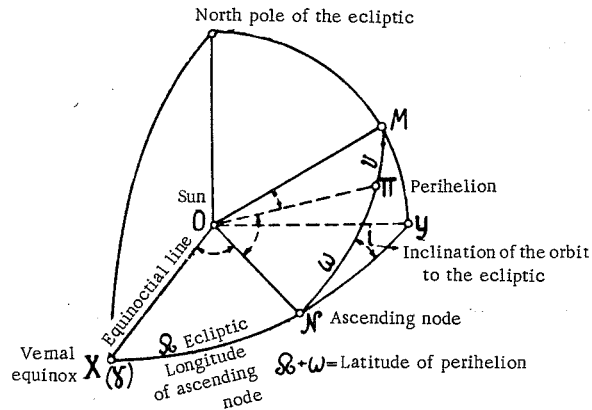 North pole of the ecliptic
M
υ
π Perihelion
Sun
O
y
i
Inclination of the orbit
to the ecliptic
ω
Equinoctial line
N Ascending node
Vernal
equinox X (γ)
☊ Ecliptic
Longitude
of ascending
node
☊+ω=Latitude of perihelion